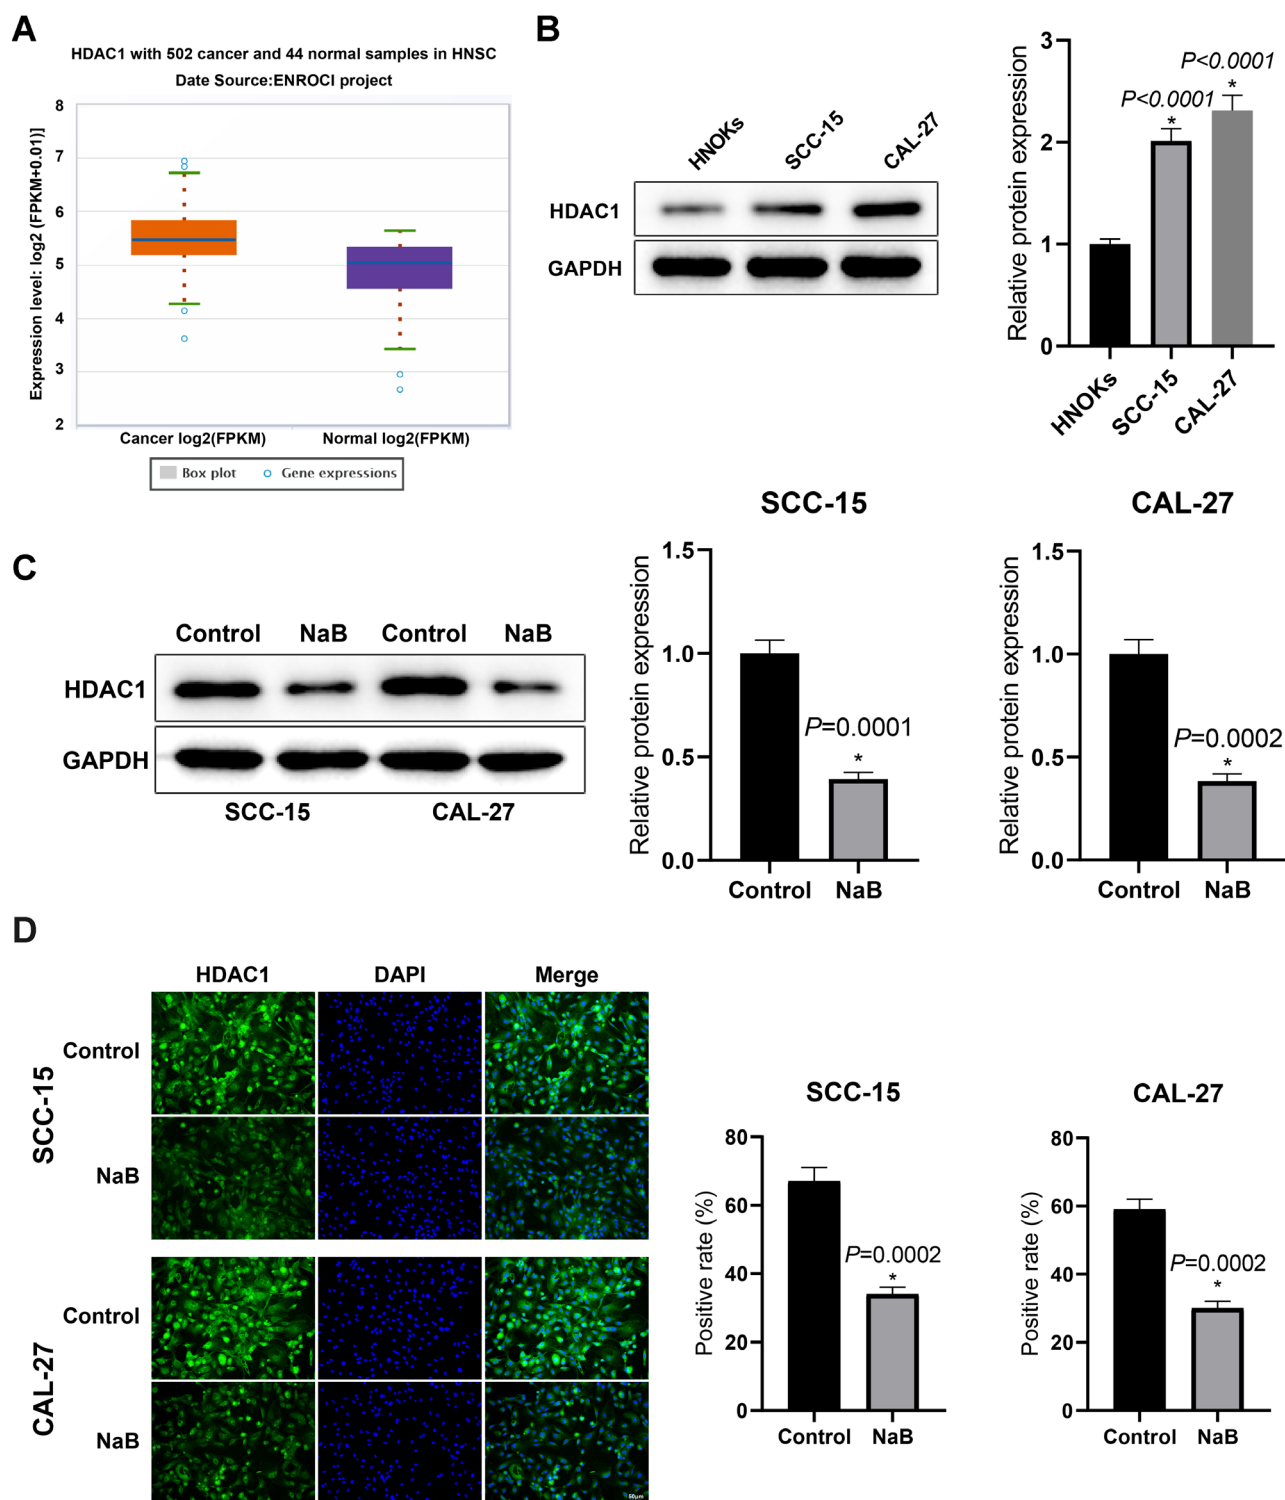 A
HDAC1 with 502 cancer and 44 normal samples in HNSC
Date Source:ENROCI project
Expression level: log2 (FPKM+0.01)]
8
7
6
5
4
3
2
Cancer log2(FPKM)
Normal log2(FPKM)
Box plot
Gene expressions
B
HNOKs
SCC-15
CAL-27
HDAC1
GAPDH
Relative protein expression
3
2
1
0
P<0.0001
*
P<0.0001
*
HNOKs
SCC-15
CAL-27
C
Control NaB Control NaB
HDAC1
GAPDH
SCC-15
CAL-27
SCC-15
Relative protein expression
1.5
1.0
0.5
0.0
P=0.0001
*
Control NaB
CAL-27
Relative protein expression
1.5
1.0
0.5
0.0
P=0.0002
*
Control NaB
D
HDAC1
DAPI
Merge
SCC-15
Control
NaB
CAL-27
Control
NaB
50μm
SCC-15
Positive rate (%)
80
60
40
20
0
P=0.0002
*
Control NaB
CAL-27
Positive rate (%)
80
60
40
20
0
P=0.0002
*
Control NaB